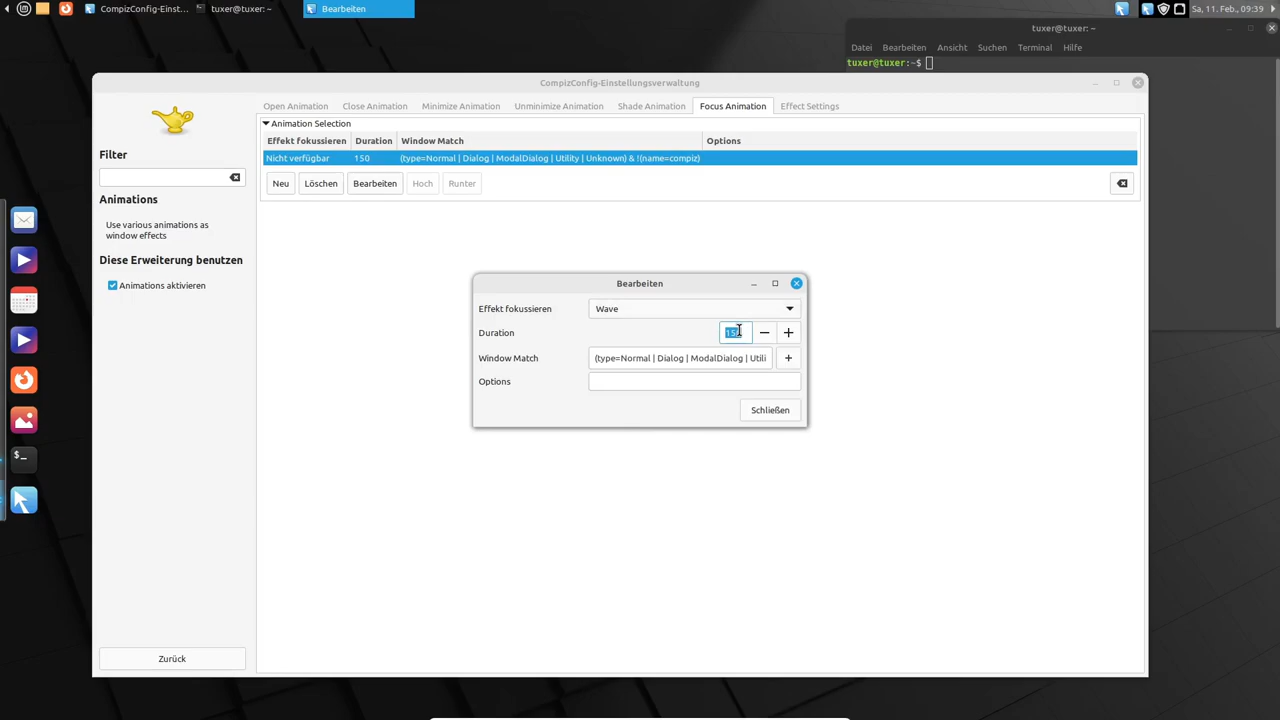 CompizConfig-Einst…
tuxer@tuxer: ~
Bearbeiten
Sa, 11. Feb., 09:39
tuxer@tuxer: ~
Datei Bearbeiten Ansicht Suchen Terminal Hilfe
tuxer@tuxer:~$
CompizConfig-Einstellungsverwaltung
Open Animation Close Animation Minimize Animation Unminimize Animation Shade Animation Focus Animation Effect Settings
Animation Selection
Effekt fokussieren Duration Window Match Options
Nicht verfügbar 150 (type=Normal | Dialog | ModalDialog | Utility | Unknown) & !(name=compiz)
Neu Löschen Bearbeiten Hoch Runter
Filter
Animations
Use various animations as
window effects
Diese Erweiterung benutzen
Animations aktivieren
Zurück
Bearbeiten
Effekt fokussieren Wave
Duration 150
Window Match (type=Normal | Dialog | ModalDialog | Utili
Options
Schließen
$_